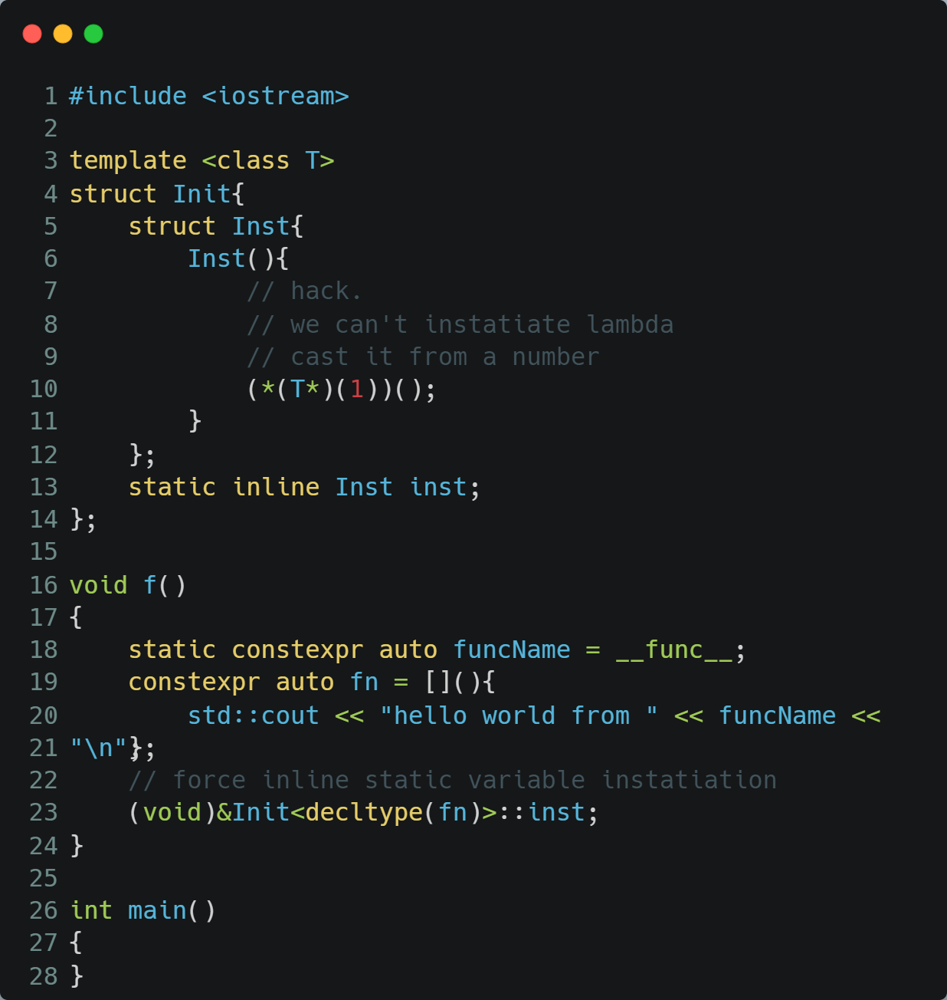 1 #include <iostream>
2
3 template <class T>
4 struct Init{
5     struct Inst{
6         Inst(){
7             // hack.
8             // we can't instatiate lambda
9             // cast it from a number
10             (*(T*)(1))();
11         }
12     };
13     static inline Inst inst;
14 };
15
16 void f()
17 {
18     static constexpr auto funcName = __func__;
19     constexpr auto fn = [](){
20         std::cout << "hello world from " << funcName <<
21 "\n"};
22     // force inline static variable instatiation
23     (void)&Init<decltype(fn)>::inst;
24 }
25
26 int main()
27 {
28 }